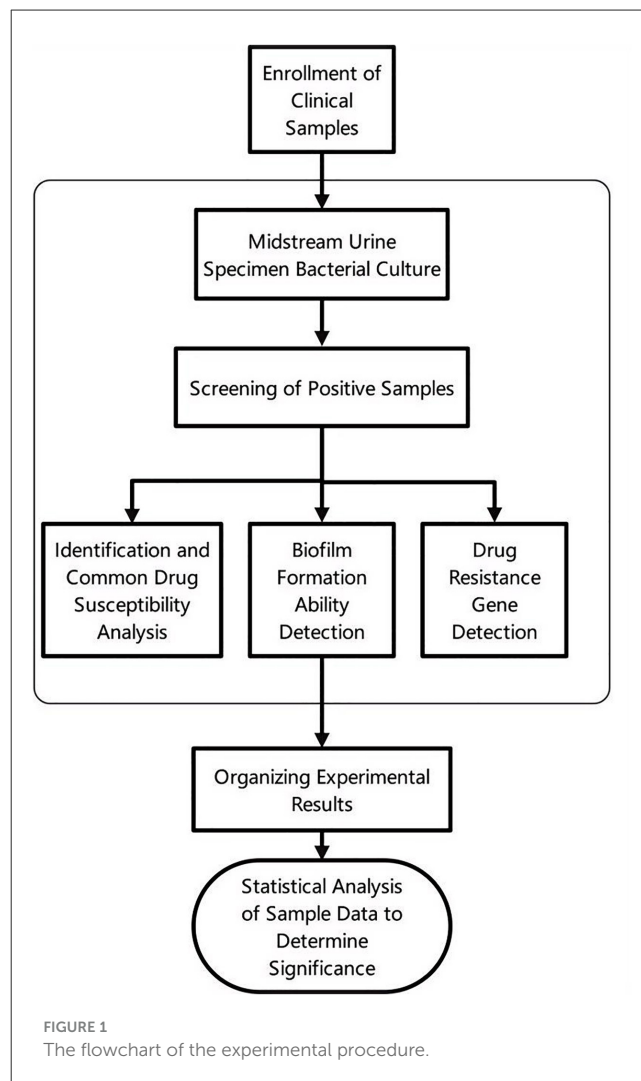 Enrollment of
Clinical
Samples
Midstream Urine
Specimen Bacterial Culture
Screening of Positive Samples
Identification and
Common Drug
Susceptibility
Analysis
Biofilm
Formation
Ability
Detection
Drug
Resistance
Gene
Detection
Organizing Experimental
Results
Statistical Analysis
of Sample Data to
Determine
Significance
FIGURE 1
The flowchart of the experimental procedure.